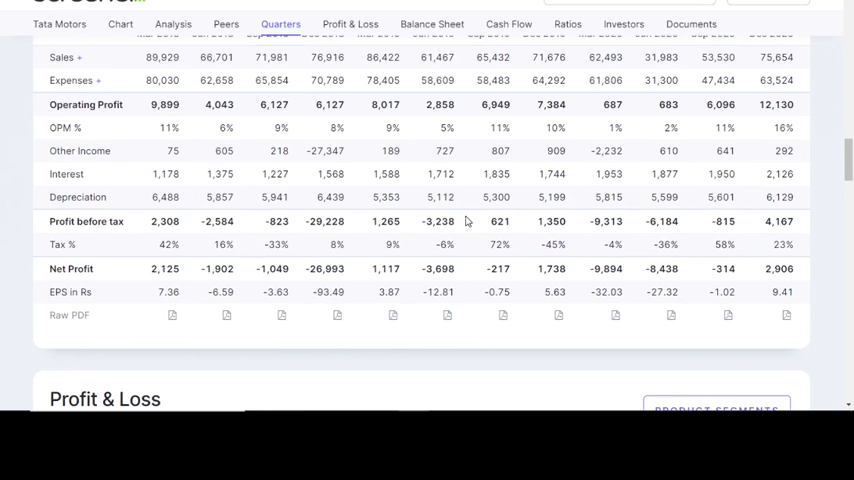 Tata Motors Chart Analysis Peers Quarters Profit & Loss Balance Sheet Cash Flow Ratios Investors Documents
Sales + 89,929 66,701 71,981 76,916 86,422 61,467 65,432 71,676 62,493 31,983 53,530 75,654
Expenses + 80,030 62,658 65,854 70,789 78,405 58,609 58,483 64,292 61,806 31,300 47,434 63,524
Operating Profit 9,899 4,043 6,127 6,127 8,017 2,858 6,949 7,384 687 683 6,096 12,130
OPM % 11% 6% 9% 8% 9% 5% 11% 10% 1% 2% 11% 16%
Other Income 75 605 218 -27,347 189 727 807 909 -2,232 610 641 292
Interest 1,178 1,375 1,227 1,568 1,588 1,712 1,835 1,744 1,953 1,877 1,950 2,126
Depreciation 6,488 5,857 5,941 6,439 5,353 5,112 5,300 5,199 5,815 5,599 5,601 6,129
Profit before tax 2,308 -2,584 -823 -29,228 1,265 -3,238 621 1,350 -9,313 -6,184 -815 4,167
Tax % 42% 16% -33% 8% 9% -6% 72% -45% -4% -36% 58% 23%
Net Profit 2,125 -1,902 -1,049 -26,993 1,117 -3,698 -217 1,738 -9,894 -8,438 -314 2,906
EPS in Rs 7.36 -6.59 -3.63 -93.49 3.87 -12.81 -0.75 5.63 -32.03 -27.32 -1.02 9.41
Raw PDF
Profit & Loss
PRODUCT SEGMENTS